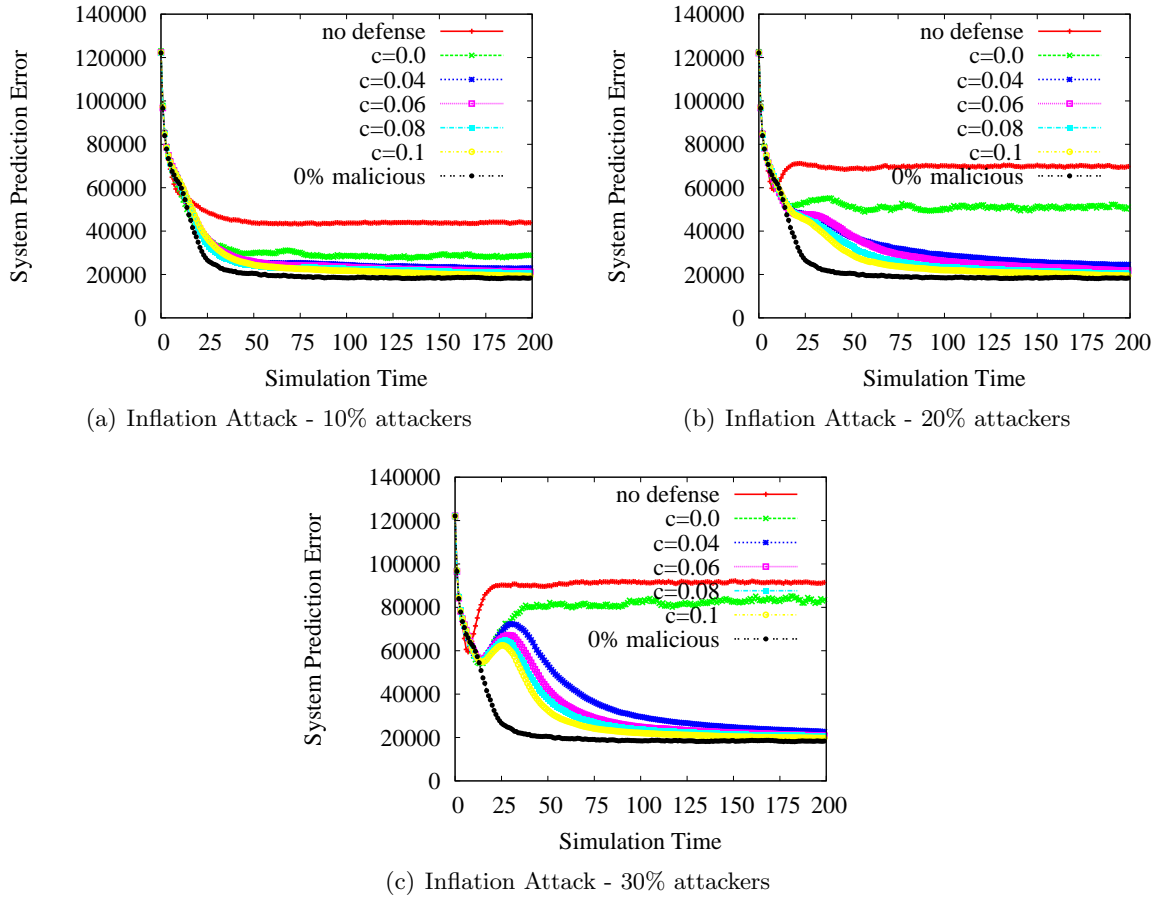 System Prediction Error
140000
120000
100000
80000
60000
40000
20000
0
no defense
c=0.0
c=0.04
c=0.06
c=0.08
c=0.1
0% malicious
0 25 50 75 100 125 150 175 200
Simulation Time
(a) Inflation Attack - 10% attackers
System Prediction Error
140000
120000
100000
80000
60000
40000
20000
0
no defense
c=0.0
c=0.04
c=0.06
c=0.08
c=0.1
0% malicious
0 25 50 75 100 125 150 175 200
Simulation Time
(b) Inflation Attack - 20% attackers
System Prediction Error
140000
120000
100000
80000
60000
40000
20000
0
no defense
c=0.0
c=0.04
c=0.06
c=0.08
c=0.1
0% malicious
0 25 50 75 100 125 150 175 200
Simulation Time
(c) Inflation Attack - 30% attackers